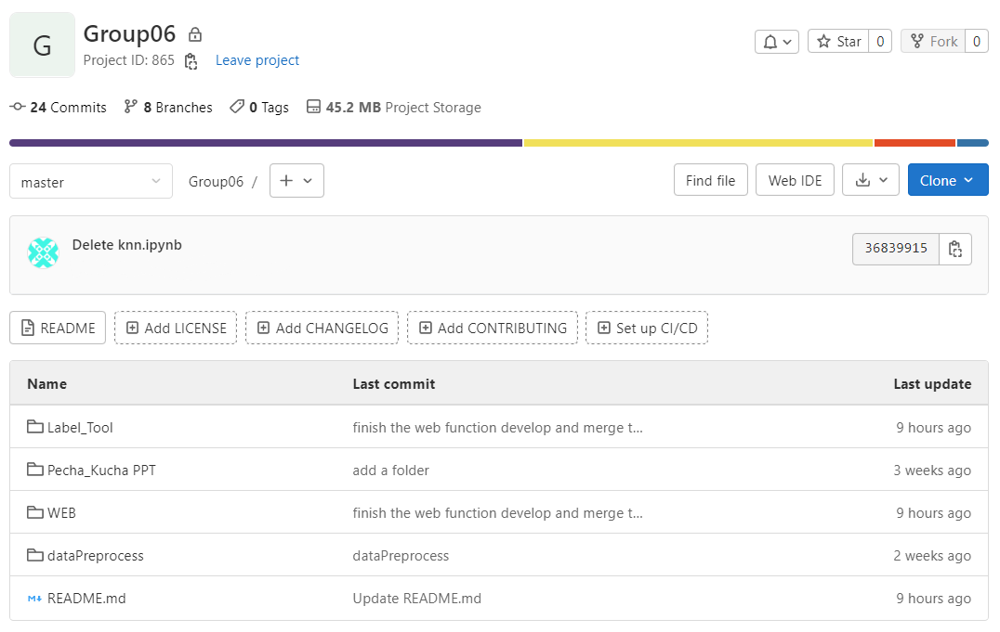 G
Group06
Project ID: 865 Leave project
Star 0 Fork 0
24 Commits 8 Branches 0 Tags 45.2 MB Project Storage
master Group06 / Find file Web IDE Clone
Delete knn.ipynb 36839915
README Add LICENSE Add CHANGELOG Add CONTRIBUTING Set up CI/CD
Name Last commit Last update
Label_Tool finish the web function develop and merge t... 9 hours ago
Pecha_Kucha PPT add a folder 3 weeks ago
WEB finish the web function develop and merge t... 9 hours ago
dataPreprocess dataPreprocess 2 weeks ago
README.md Update README.md 9 hours ago